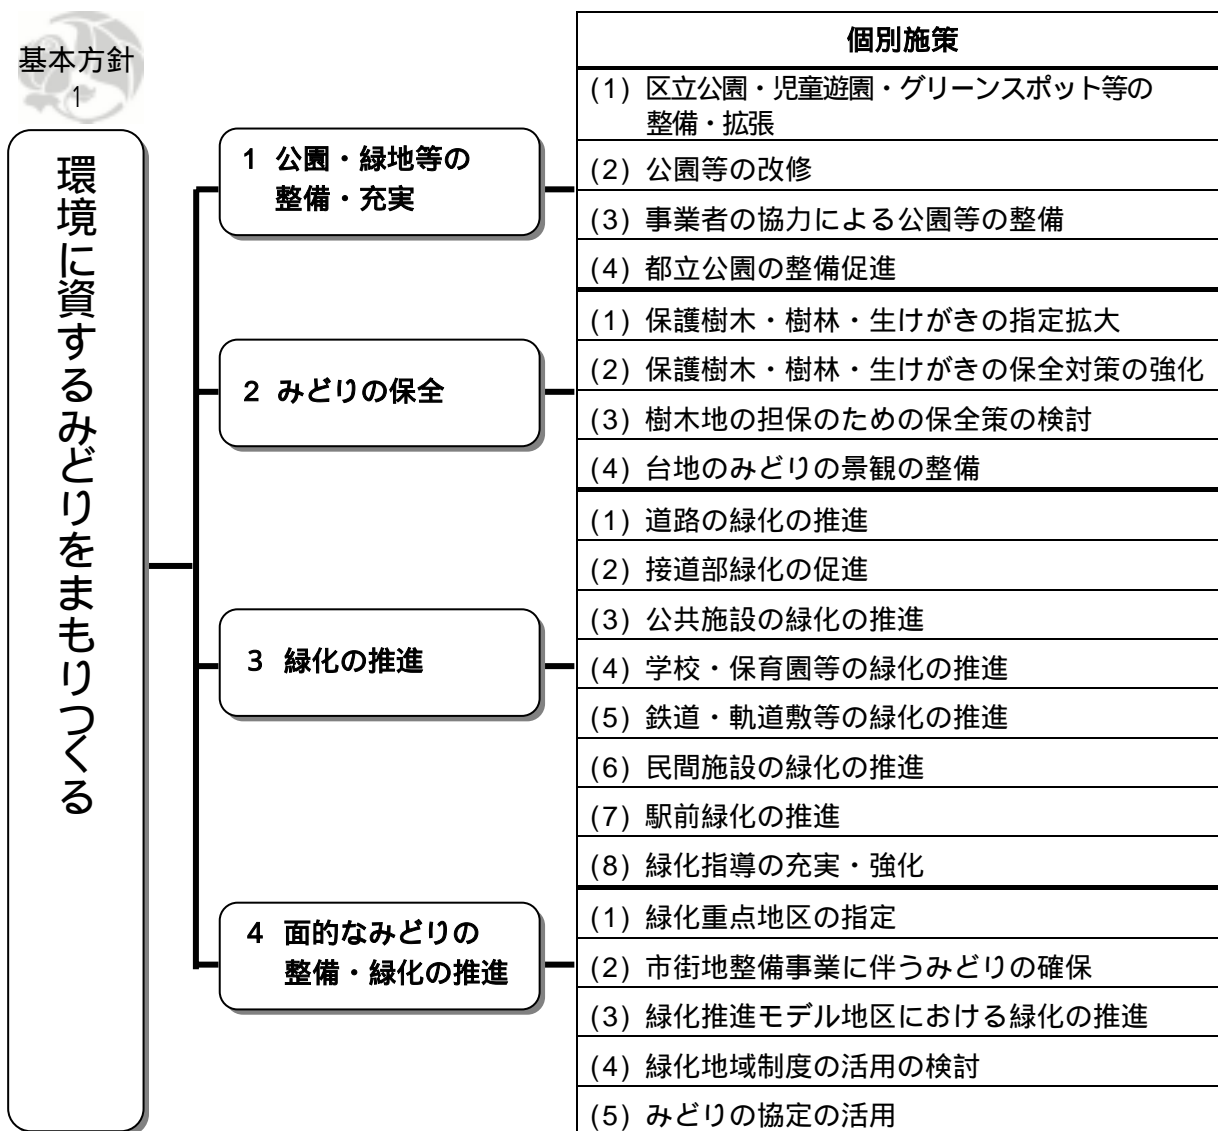 基本方針
1
環境に資するみどりをまもりつくる
個別施策
1 公園・緑地等の
整備・充実
(1) 区立公園・児童遊園・グリーンスポット等の
整備・拡張
(2) 公園等の改修
(3) 事業者の協力による公園等の整備
(4) 都立公園の整備促進
2 みどりの保全
(1) 保護樹木・樹林・生けがきの指定拡大
(2) 保護樹木・樹林・生けがきの保全対策の強化
(3) 樹木地の担保のための保全策の検討
(4) 台地のみどりの景観の整備
3 緑化の推進
(1) 道路の緑化の推進
(2) 接道部緑化の促進
(3) 公共施設の緑化の推進
(4) 学校・保育園等の緑化の推進
(5) 鉄道・軌道敷等の緑化の推進
(6) 民間施設の緑化の推進
(7) 駅前緑化の推進
(8) 緑化指導の充実・強化
4 面的なみどりの
整備・緑化の推進
(1) 緑化重点地区の指定
(2) 市街地整備事業に伴うみどりの確保
(3) 緑化推進モデル地区における緑化の推進
(4) 緑化地域制度の活用の検討
(5) みどりの協定の活用